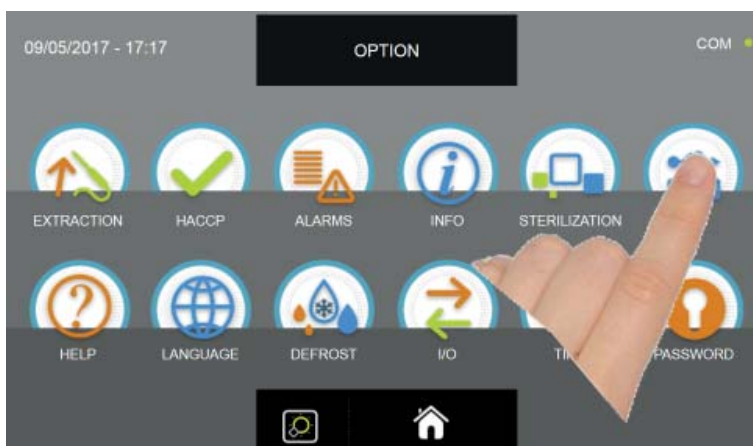 09/05/2017 - 17:17
OPTION
COM
EXTRACTION
HACCP
ALARMS
INFO
STERILIZATION
HELP
LANGUAGE
DEFROST
I/O
PASSWORD